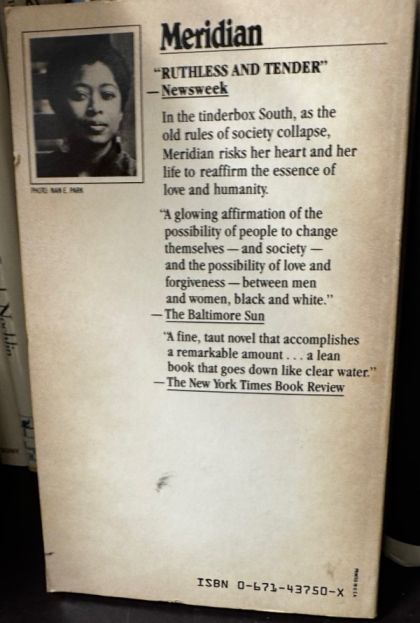 Meridian
"RUTHLESS AND TENDER"
— Newsweek
In the tinderbox South, as the
old rules of society collapse,
Meridian risks her heart and her
life to reaffirm the essence of
love and humanity.
PHOTO: NAN E. PARK
"A glowing affirmation of the
possibility of people to change
themselves — and society —
and the possibility of love and
forgiveness — between men
and women, black and white."
— The Baltimore Sun
"A fine, taut novel that accomplishes
a remarkable amount . . . a lean
book that goes down like clear water."
— The New York Times Book Review
ISBN 0-671-43750-X